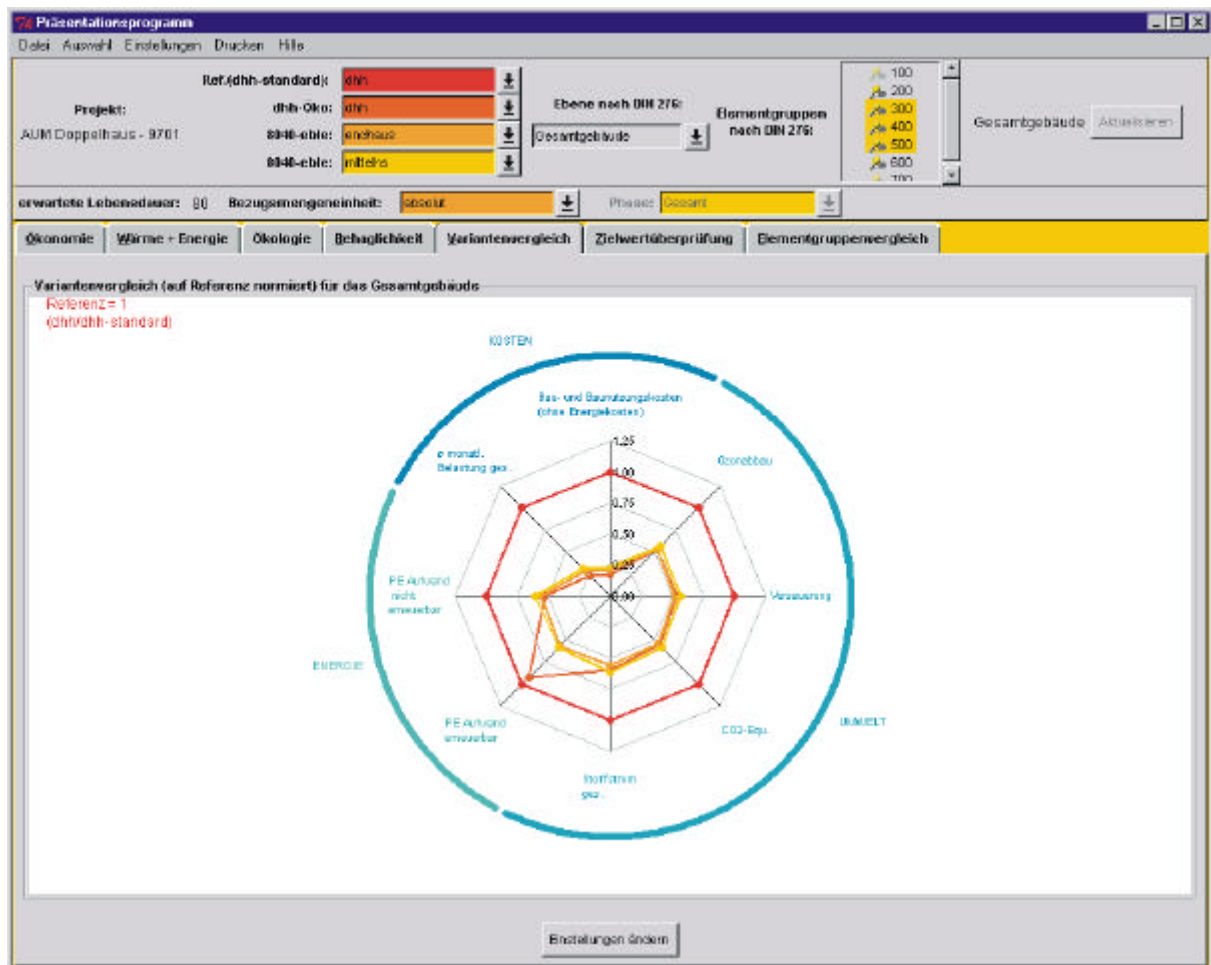 Präsentationsprogramm
Datei Auswahl Einstellungen Drucken Hilfe
Projekt:
AUM Doppelhaus - 9701
Ref.(dhh-standard): dhh
dhh-Öko: dhh
8040-eble: endhaus
8040-eble: mittelhs
Ebene nach DIN 276:
Gesamtgebäude
Elementgruppen
nach DIN 276:
100
200
300
400
500
600
700
Gesamtgebäude Aktualisieren
erwartete Lebensdauer: 80 Bezugsmengeneinheit: absolut Phase: Gesamt
Ökonomie Wärme + Energie Ökologie Behaglichkeit Variantenvergleich Zielwertüberprüfung Elementgruppenvergleich
Variantenvergleich (auf Referenz normiert) für das Gesamtgebäude
Referenz = 1
(dhh/dhh-standard)
KOSTEN
Bau- und Baunutzungskosten
(ohne Energiekosten)
ø monatl.
Belastung ges.
Ozonabbau
1.25
1.00
0.75
0.50
0.25
0.00
PE Aufwand
nicht
erneuerbar
Versauerung
ENERGIE
PE Aufwand
erneuerbar
CO2-Equ.
UMWELT
Stoffstrom
ges.
Einstellungen ändern